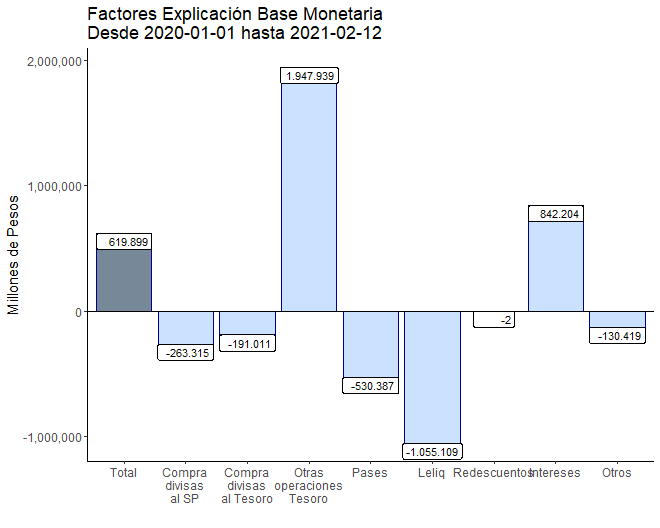 Factores Explicación Base Monetaria
Desde 2020-01-01 hasta 2021-02-12
Millones de Pesos
2,000,000
1,000,000
0
-1,000,000
619.899
-263.315
-191.011
1.947.939
-530.387
-1.055.109
-2
842.204
-130.419
Total
Compra
divisas
al SP
Compra
divisas
al Tesoro
Otras
operaciones
Tesoro
Pases
Leliq
Redescuentos
Intereses
Otros